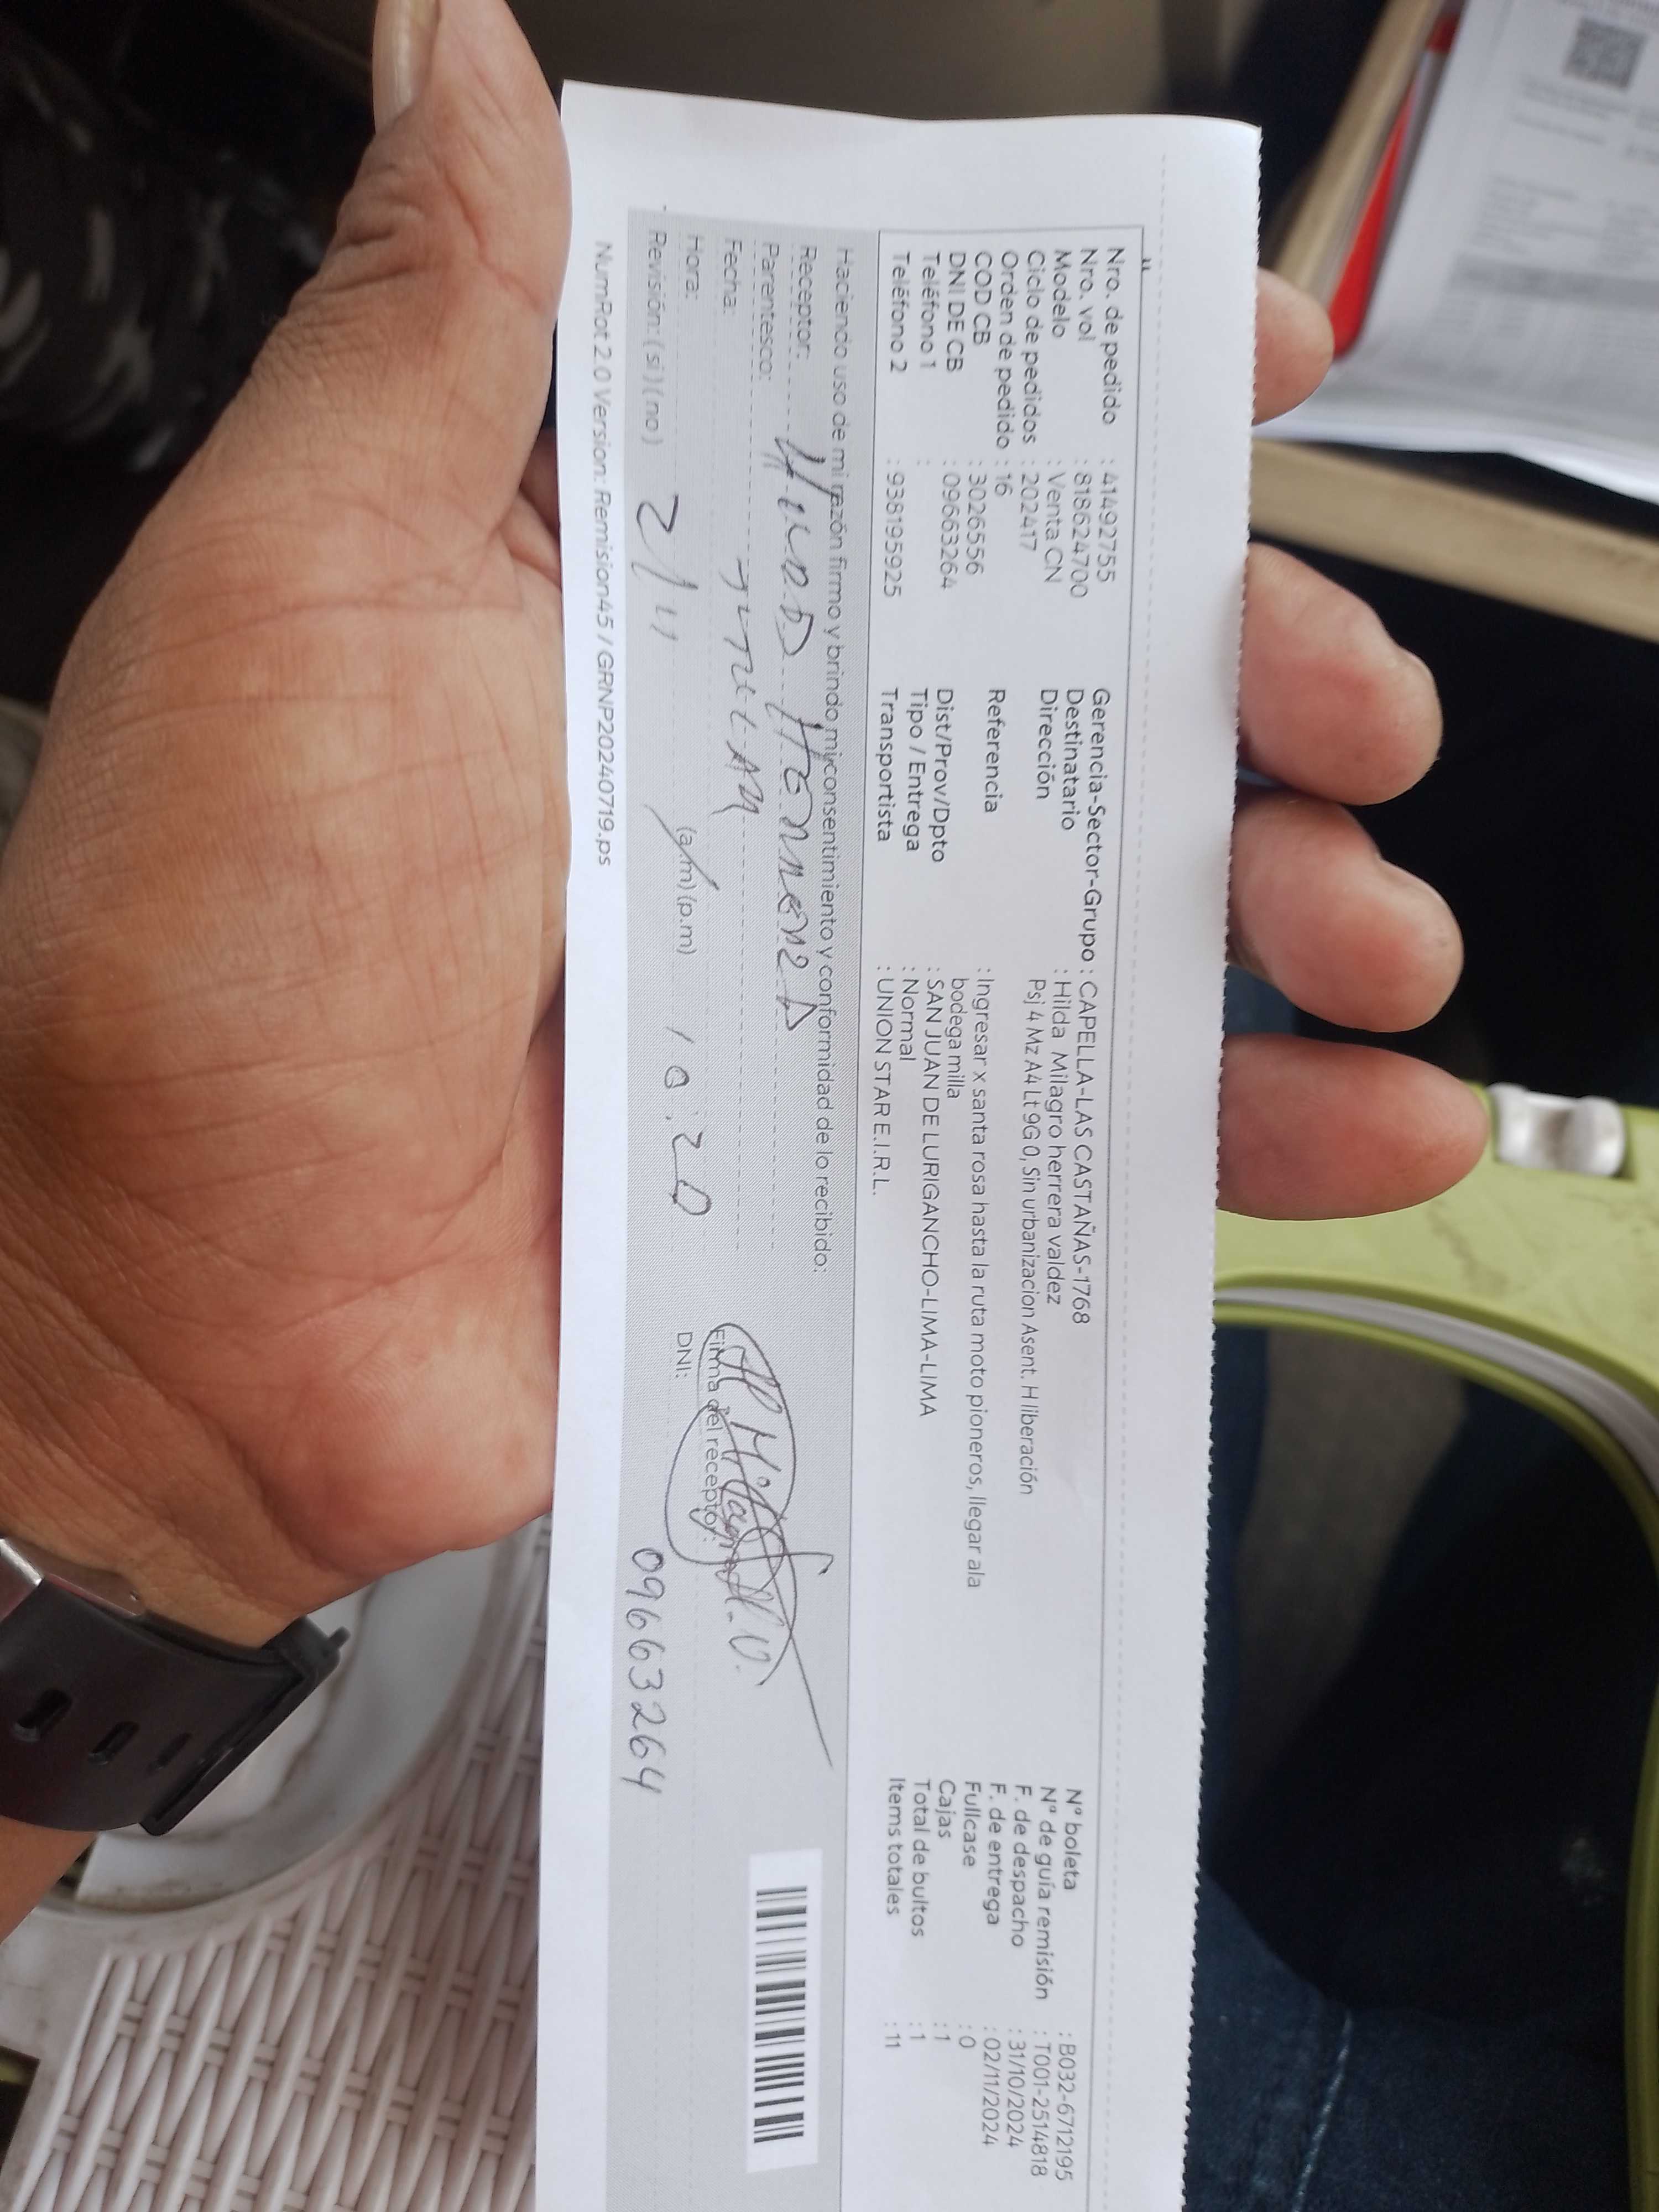 Nro. de pedido : 41492755
Nro. vol : 818624700
Modelo : Venta CN
Ciclo de pedidos : 202417
Orden de pedido : 16
COD CB : 3026556
DNI DE CB : 09663264
Teléfono 1 :
Teléfono 2 : 938195925
Gerencia-Sector-Grupo : CAPELLA-LAS CASTAÑAS-1768
Destinatario : Hilda Milagro herrera valdez
Dirección Psj 4 Mz A4 Lt 9G 0, Sin urbanizacion Asent. H liberación
Referencia : Ingresar x santa rosa hasta la ruta moto pioneros, llegar ala
bodega milla
Dist/Prov/Dpto : SAN JUAN DE LURIGANCHO-LIMA-LIMA
Tipo / Entrega : Normal
Transportista : UNION STAR E.I.R.L.
N° boleta : B032-6712195
N° de guía remisión : T001-2514818
F. de despacho : 31/10/2024
F. de entrega : 02/11/2024
Fullcase : 0
Cajas : 1
Total de bultos : 1
Items totales : 11
Haciendo uso de mi razón firmo y brindo my consentimiento y conformidad de lo recibido:
Receptor:
Parentesco:
Fecha: 2/11
Hora: (a.m) (p.m) 10:20
Revisión: ( si ) ( no )
Firma del receptor:
DNI: 09663264
NumRot 2.0 Version: Remision45 / GRNP20240719.ps